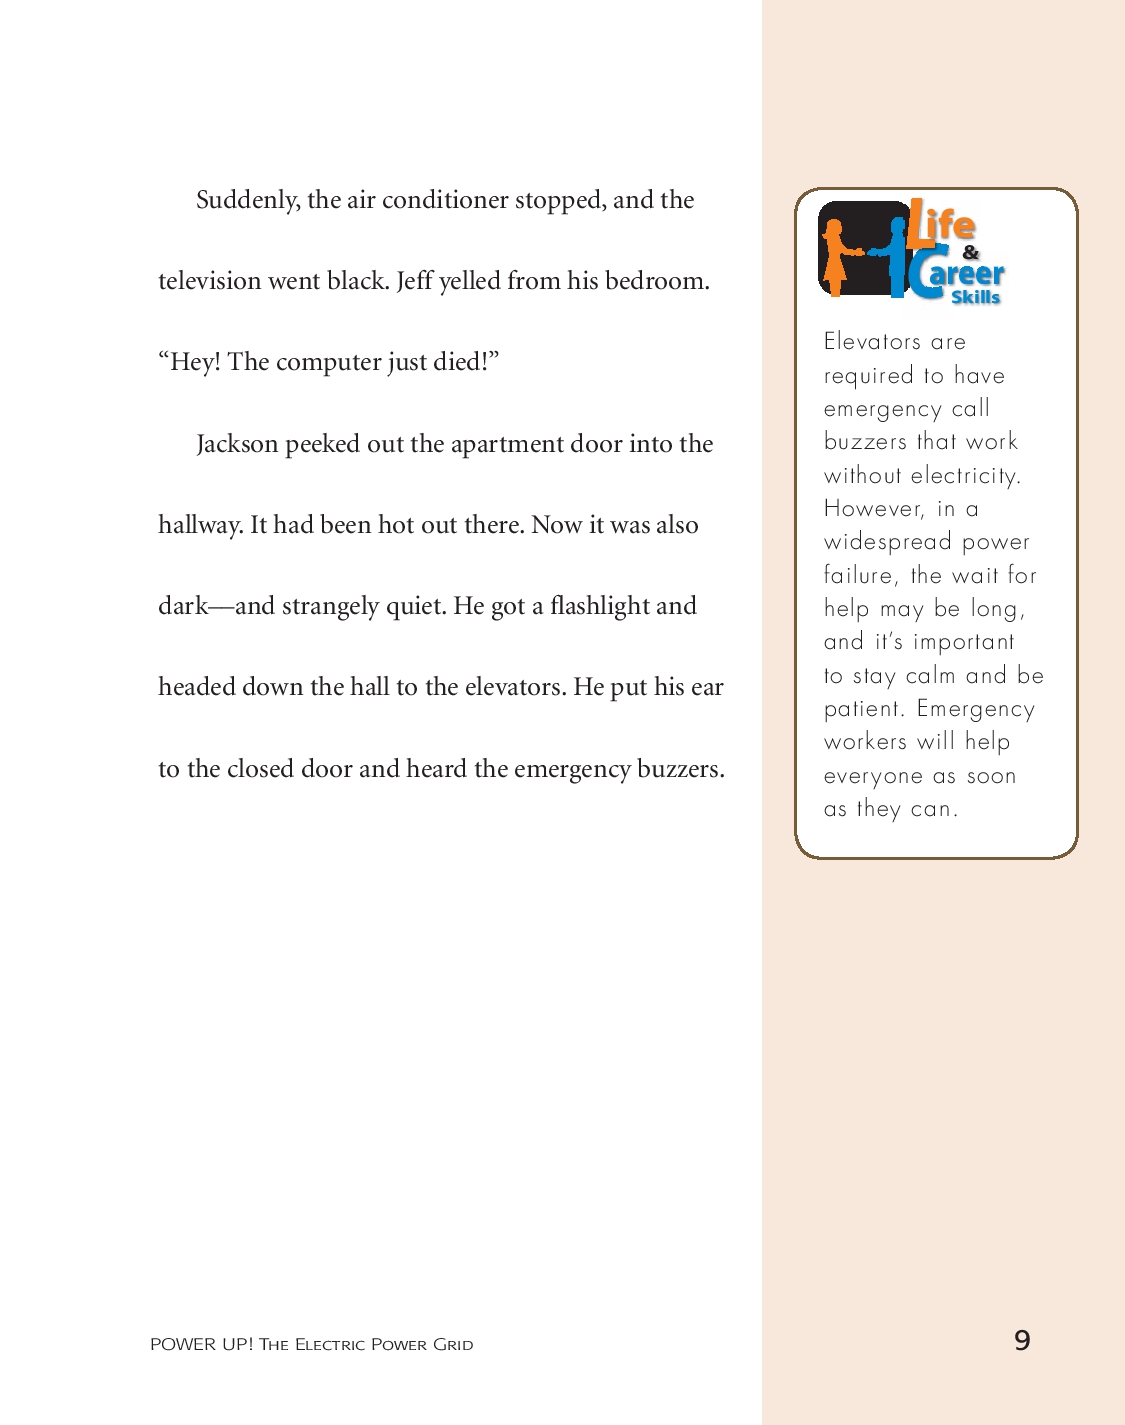 Suddenly, the air conditioner stopped, and the
television went black. Jeff yelled from his bedroom.
“Hey! The computer just died!”
Jackson peeked out the apartment door into the
hallway. It had been hot out there. Now it was also
dark—and strangely quiet. He got a flashlight and
headed down the hall to the elevators. He put his ear
to the closed door and heard the emergency buzzers.
Life
&
Career
Skills
Elevators are
required to have
emergency call
buzzers that work
without electricity.
However, in a
widespread power
failure, the wait for
help may be long,
and it’s important
to stay calm and be
patient. Emergency
workers will help
everyone as soon
as they can.
POWER UP! The Electric Power Grid
9